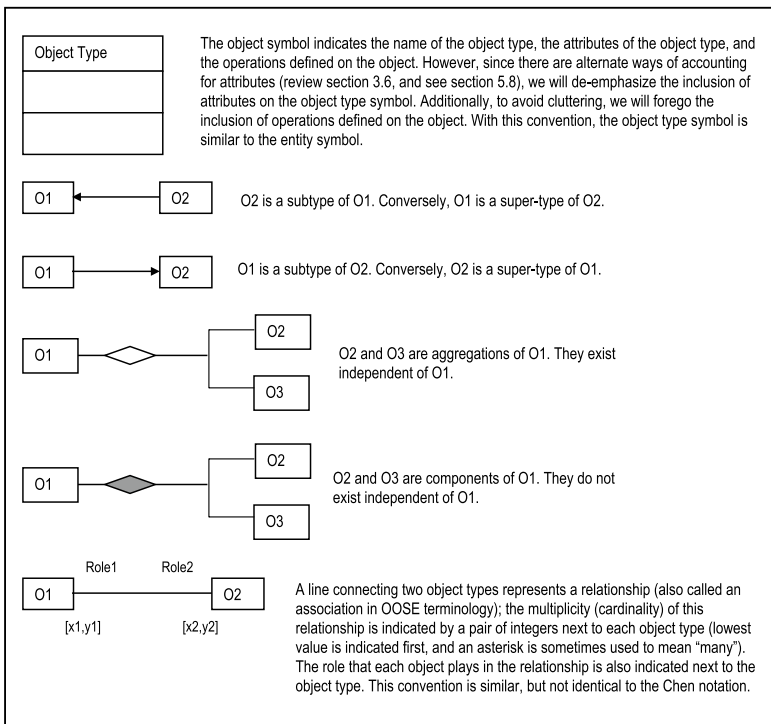 Object Type
The object symbol indicates the name of the object type, the attributes of the object type, and
the operations defined on the object. However, since there are alternate ways of accounting
for attributes (review section 3.6, and see section 5.8), we will de-emphasize the inclusion of
attributes on the object type symbol. Additionally, to avoid cluttering, we will forego the
inclusion of operations defined on the object. With this convention, the object type symbol is
similar to the entity symbol.
O1
O2
O2 is a subtype of O1. Conversely, O1 is a super-type of O2.
O1
O2
O1 is a subtype of O2. Conversely, O2 is a super-type of O1.
O1
O2
O3
O2 and O3 are aggregations of O1. They exist
independent of O1.
O1
O2
O3
O2 and O3 are components of O1. They do not
exist independent of O1.
Role1
Role2
O1
O2
[x1,y1]
[x2,y2]
A line connecting two object types represents a relationship (also called an
association in OOSE terminology); the multiplicity (cardinality) of this
relationship is indicated by a pair of integers next to each object type (lowest
value is indicated first, and an asterisk is sometimes used to mean “many”).
The role that each object plays in the relationship is also indicated next to the
object type. This convention is similar, but not identical to the Chen notation.